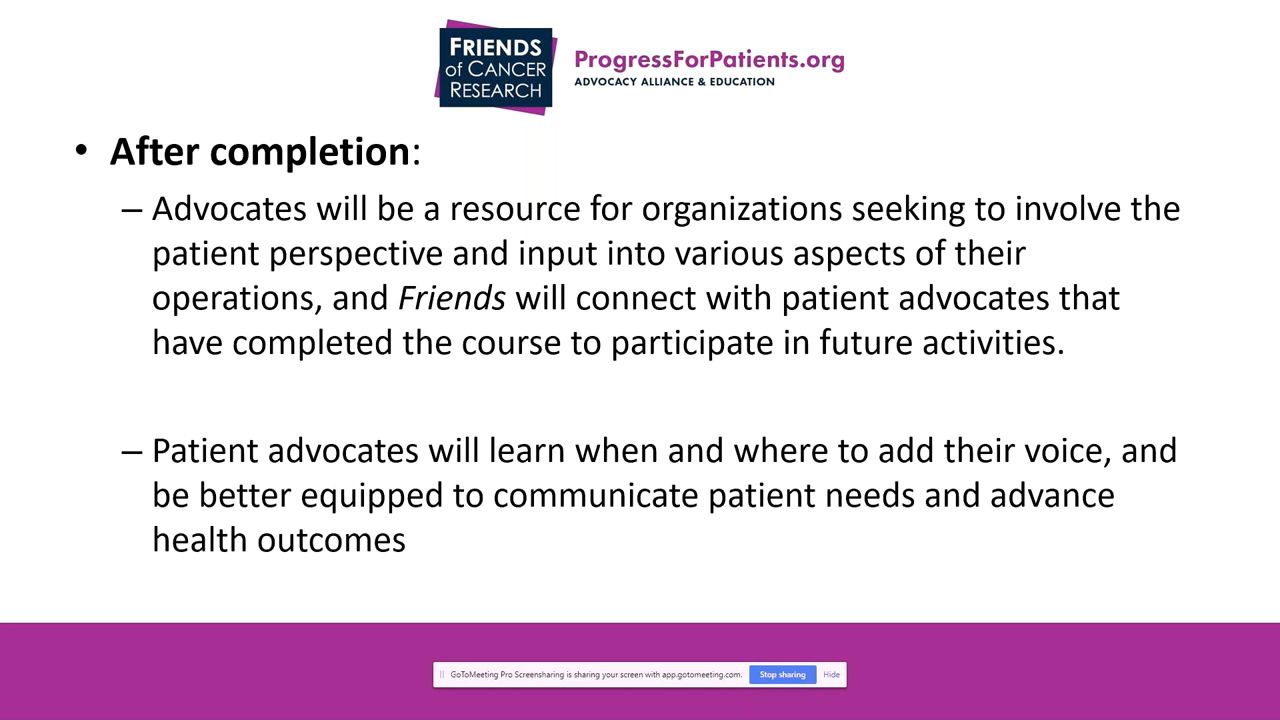 FRIENDS
of CANCER
RESEARCH
ProgressForPatients.org
ADVOCACY ALLIANCE & EDUCATION
• After completion:
– Advocates will be a resource for organizations seeking to involve the
patient perspective and input into various aspects of their
operations, and Friends will connect with patient advocates that
have completed the course to participate in future activities.
– Patient advocates will learn when and where to add their voice, and
be better equipped to communicate patient needs and advance
health outcomes
GoToMeeting Pro Screensharing is sharing your screen with app.gotomeeting.com. Stop sharing Hide